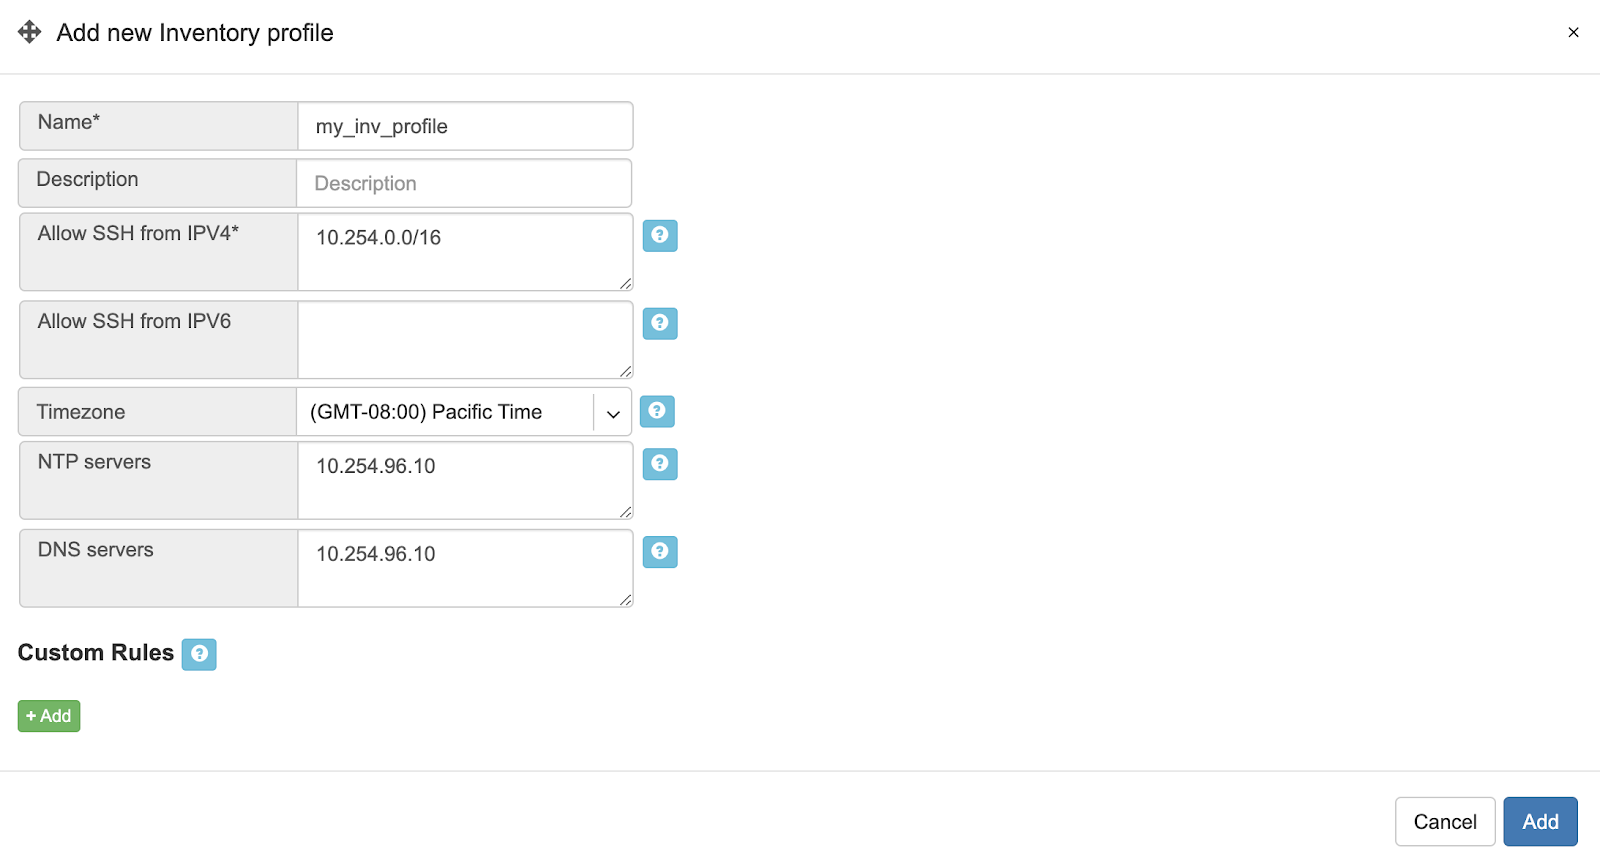 Add new Inventory profile
×
Name* my_inv_profile
Description Description
Allow SSH from IPV4* 10.254.0.0/16 ?
Allow SSH from IPV6 ?
Timezone (GMT-08:00) Pacific Time ?
NTP servers 10.254.96.10 ?
DNS servers 10.254.96.10 ?
Custom Rules ?
+ Add
Cancel Add